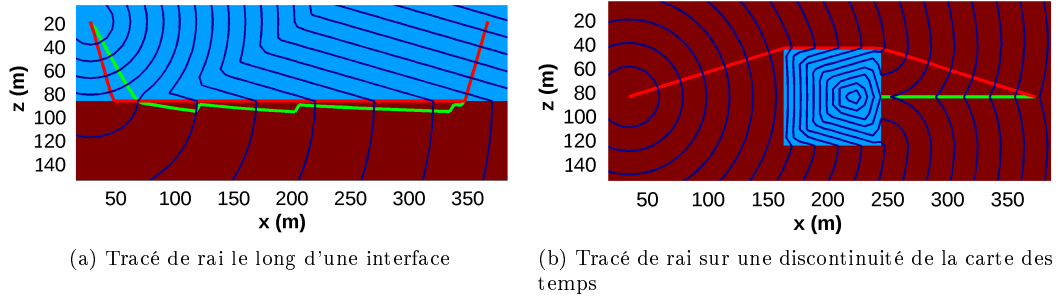 20
40
60
80
100
120
140
z (m)
50 100 150 200 250 300 350
x (m)
(a) Tracé de rai le long d'une interface
20
40
60
80
100
120
140
z (m)
50 100 150 200 250 300 350
x (m)
(b) Tracé de rai sur une discontinuité de la carte des
temps